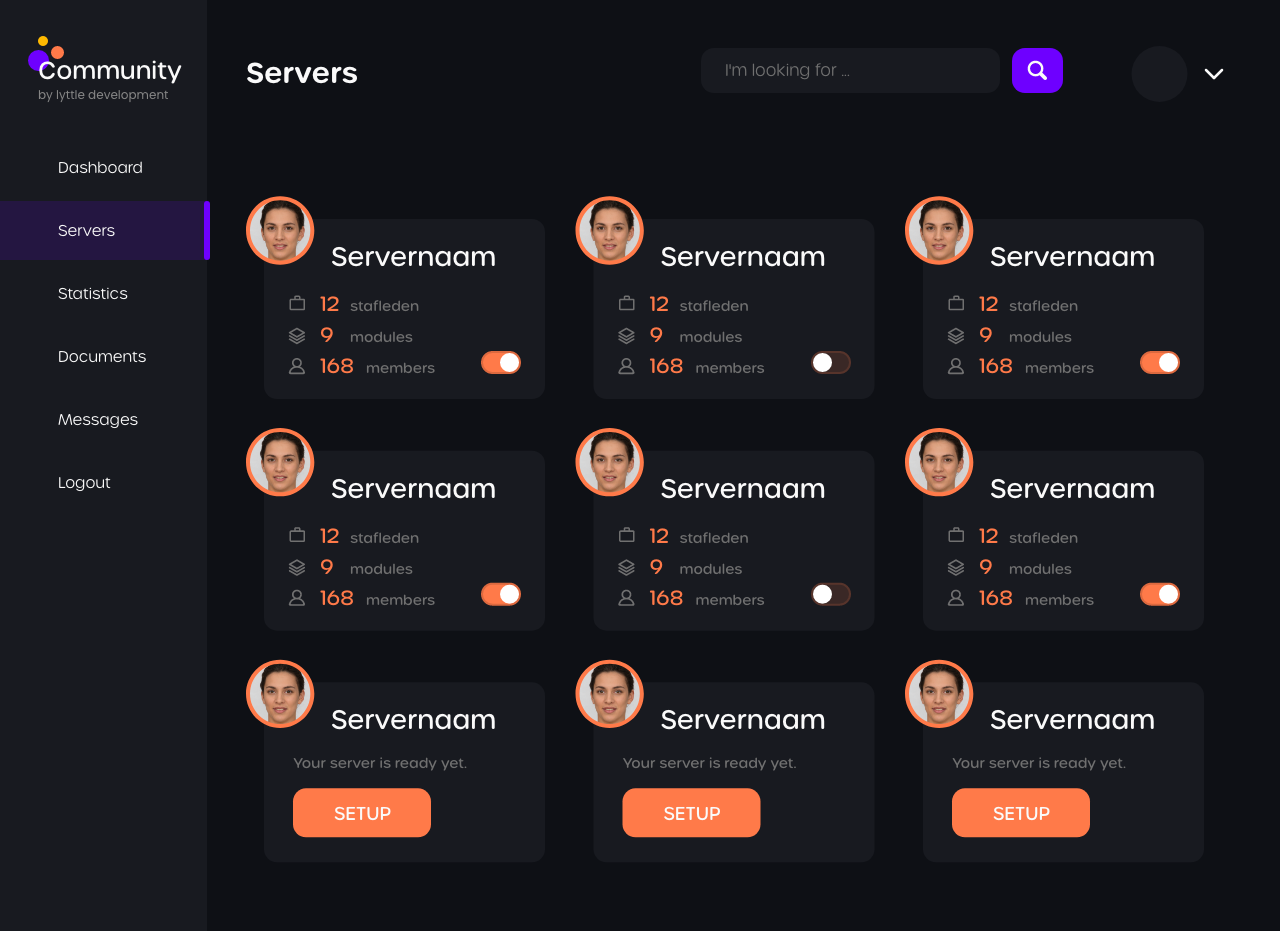 Community
by lyttle development
Servers
I'm looking for ...
Dashboard
Servers
Statistics
Documents
Messages
Logout
Servernaam
12 stafleden
9 modules
168 members
Servernaam
12 stafleden
9 modules
168 members
Servernaam
12 stafleden
9 modules
168 members
Servernaam
12 stafleden
9 modules
168 members
Servernaam
12 stafleden
9 modules
168 members
Servernaam
12 stafleden
9 modules
168 members
Servernaam
Your server is ready yet.
SETUP
Servernaam
Your server is ready yet.
SETUP
Servernaam
Your server is ready yet.
SETUP